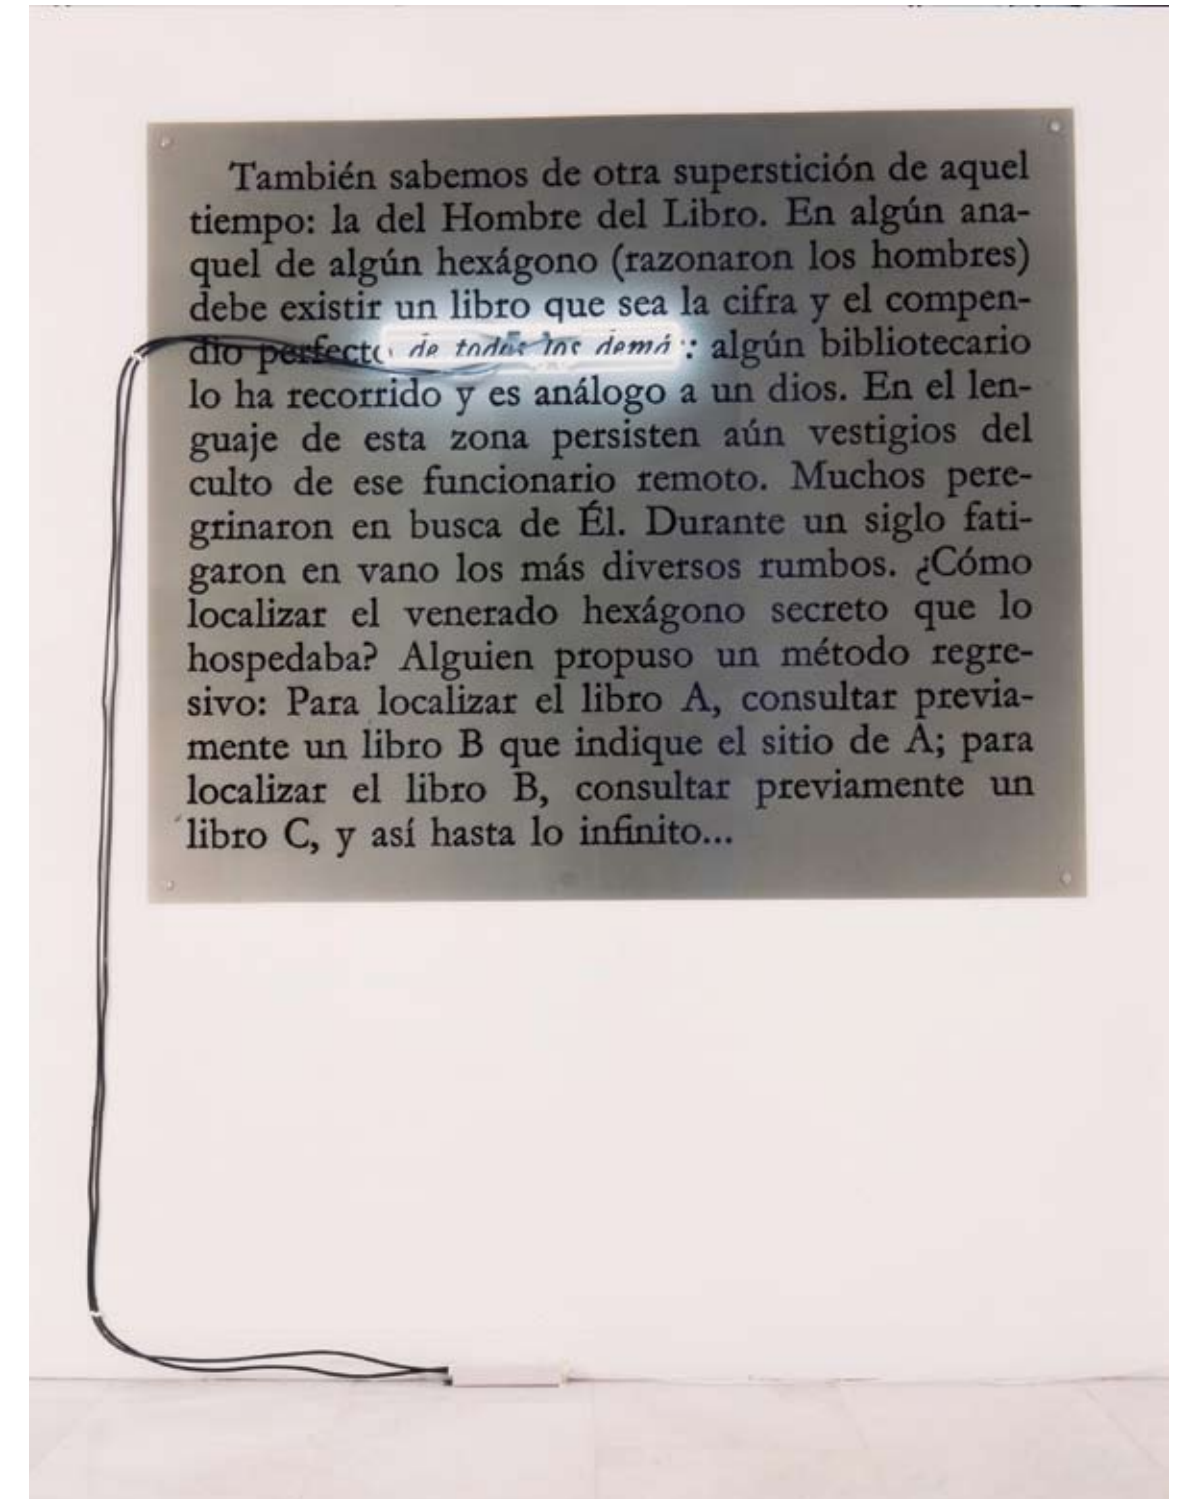 También sabemos de otra superstición de aquel
tiempo: la del Hombre del Libro. En algún ana-
quel de algún hexágono (razonaron los hombres)
debe existir un libro que sea la cifra y el compen-
dio perfecto de todos los demás: algún bibliotecario
lo ha recorrido y es análogo a un dios. En el len-
guaje de esta zona persisten aún vestigios del
culto de ese funcionario remoto. Muchos pere-
grinaron en busca de Él. Durante un siglo fati-
garon en vano los más diversos rumbos. ¿Cómo
localizar el venerado hexágono secreto que lo
hospedaba? Alguien propuso un método regre-
sivo: Para localizar el libro A, consultar previa-
mente un libro B que indique el sitio de A; para
localizar el libro B, consultar previamente un
libro C, y así hasta lo infinito...